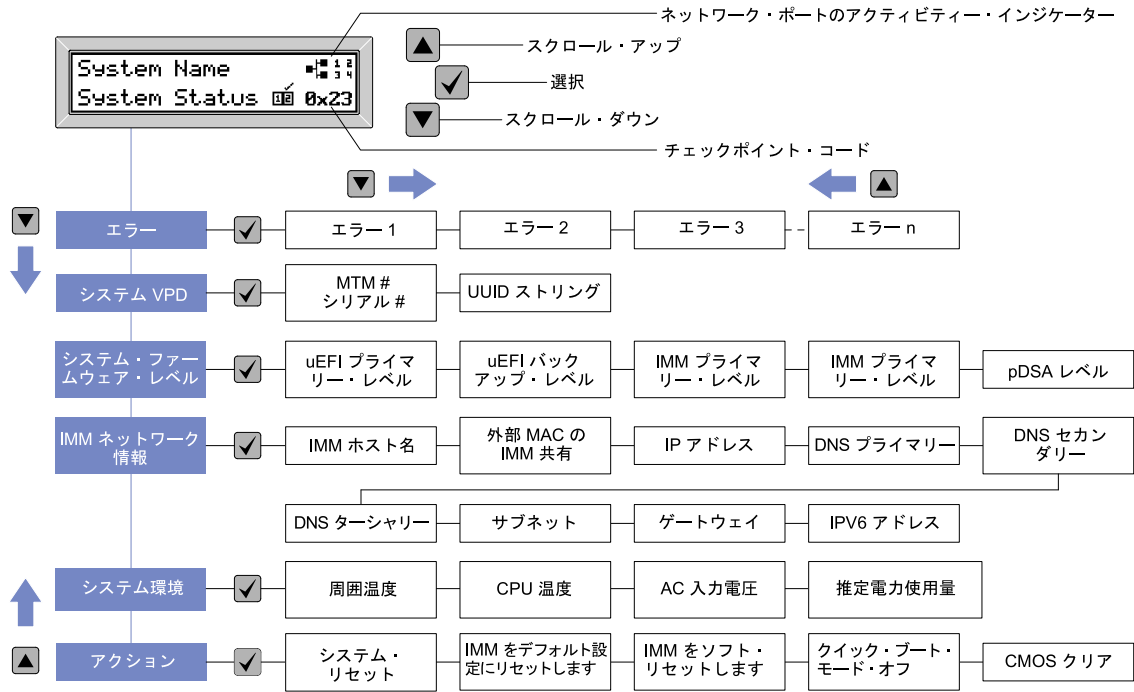 ネットワーク・ポートのアクティビティー・インジケーター
System Name 1 2
3 4
System Status 12 0x23
スクロール・アップ
選択
スクロール・ダウン
チェックポイント・コード
エラー
エラー 1
エラー 2
エラー 3
エラー n
システム VPD
MTM #
シリアル #
UUID ストリング
システム・ファー
ムウェア・レベル
uEFI プライマ
リー・レベル
uEFI バック
アップ・レベル
IMM プライマ
リー・レベル
IMM プライマ
リー・レベル
pDSA レベル
IMM ネットワーク
情報
IMM ホスト名
外部 MAC の
IMM 共有
IP アドレス
DNS プライマリー
DNS セカン
ダリー
DNS ターシャリー
サブネット
ゲートウェイ
IPV6 アドレス
システム環境
周囲温度
CPU 温度
AC 入力電圧
推定電力使用量
アクション
システム・
リセット
IMM をデフォルト設
定にリセットします
IMM をソフト・
リセットします
クイック・ブート・
モード・オフ
CMOS クリア